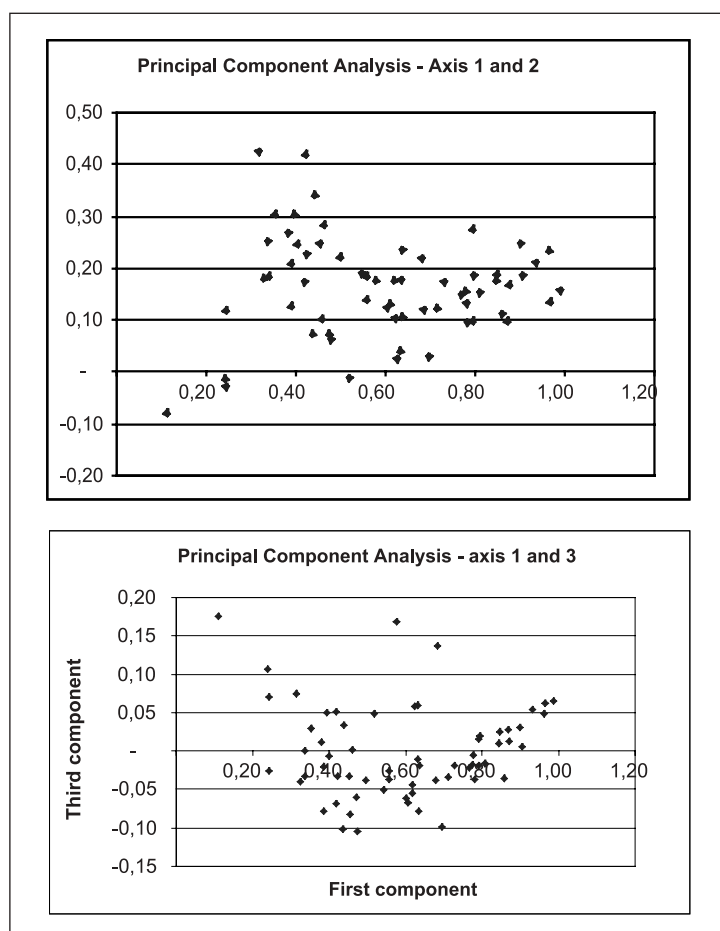 Principal Component Analysis - Axis 1 and 2
0,50
0,40
0,30
0,20
0,10
-
0,20 0,40 0,60 0,80 1,00 1,20
-0,10
-0,20
Principal Component Analysis - axis 1 and 3
Third component
0,20
0,15
0,10
0,05
-
0,20 0,40 0,60 0,80 1,00 1,20
-0,05
-0,10
-0,15
First component